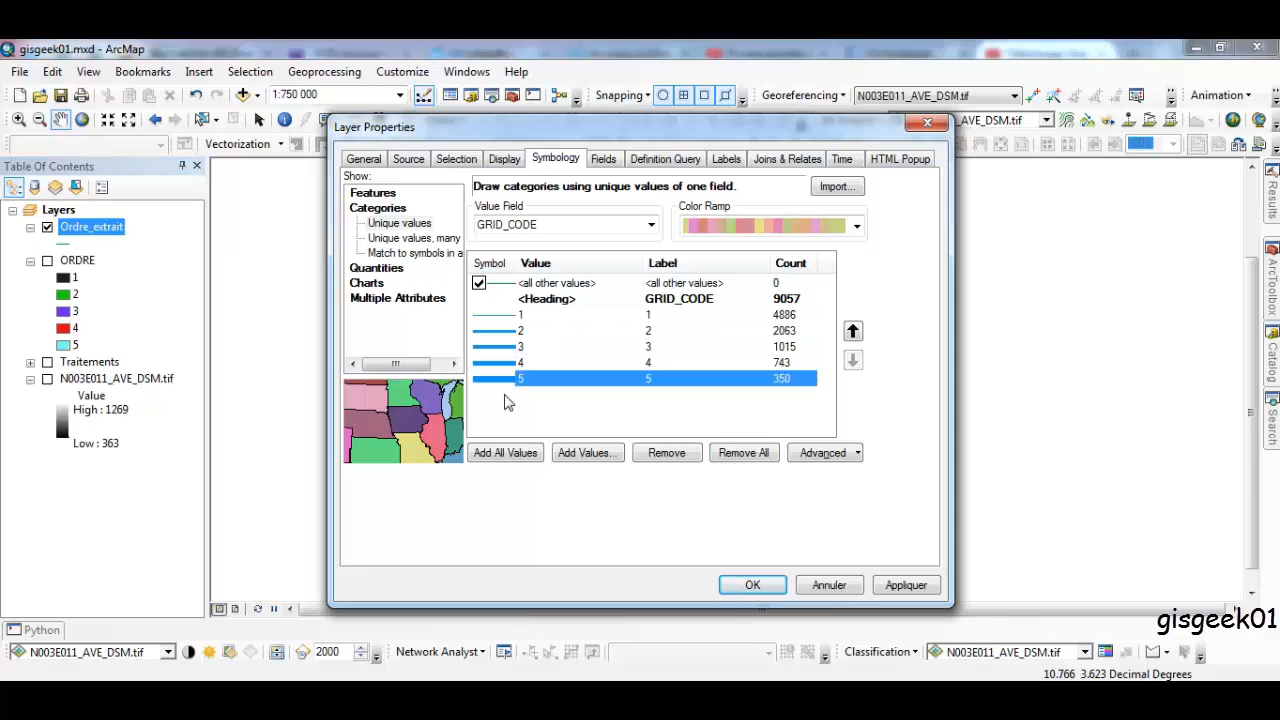 gisgeek01.mxd - ArcMap
File Edit View Bookmarks Insert Selection Geoprocessing Customize Windows Help
1:750 000 Snapping Georeferencing N003E011_AVE_DSM.tif Animation
N003E011_AVE_DSM.tif
Vectorization
Table Of Contents
Layers
Ordre_extrait
ORDRE
1
2
3
4
5
Traitements
N003E011_AVE_DSM.tif
Value
High : 1269
Low : 363
Layer Properties
General Source Selection Display Symbology Fields Definition Query Labels Joins & Relates Time HTML Popup
Show:
Features
Categories
Unique values
Unique values, many
Match to symbols in a
Quantities
Charts
Multiple Attributes
Draw categories using unique values of one field.
Import...
Value Field
GRID_CODE
Color Ramp
Symbol Value Label Count
<all other values> <all other values> 0
<Heading> GRID_CODE 9057
1 1 4886
2 2 2063
3 3 1015
4 4 743
5 5 350
Add All Values Add Values... Remove Remove All Advanced
OK Annuler Appliquer
Results
ArcToolbox
Catalog
Search
gisgeek01
Python
N003E011_AVE_DSM.tif 2000 Network Analyst Classification N003E011_AVE_DSM.tif
10.766 3.623 Decimal Degrees